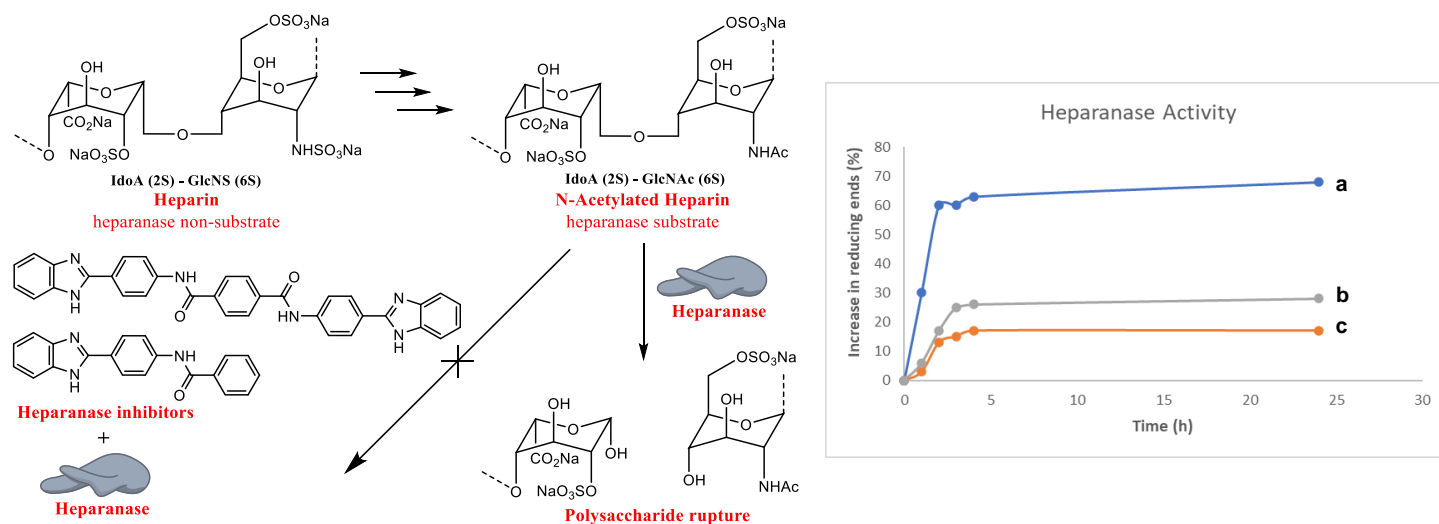 OSO3Na
OH
O
OH
O
CO2Na
NaO3SO
O
O
NHSO3Na
IdoA (2S) - GlcNS (6S)
Heparin
heparanase non-substrate
OSO3Na
OH
O
OH
O
CO2Na
NaO3SO
O
O
NHAc
IdoA (2S) - GlcNAc (6S)
N-Acetylated Heparin
heparanase substrate
N
N
H
NH
O
O
NH
N
N
H
N
N
H
NH
O
Heparanase inhibitors
+
Heparanase
Heparanase
OH
O
OH
CO2Na
NaO3SO
O
OSO3Na
OH
O
OH
NHAc
Polysaccharide rupture
Heparanase Activity
Increase in reducing ends (%)
80
70
60
50
40
30
20
10
0
a
b
c
0
5
10
15
20
25
30
Time (h)